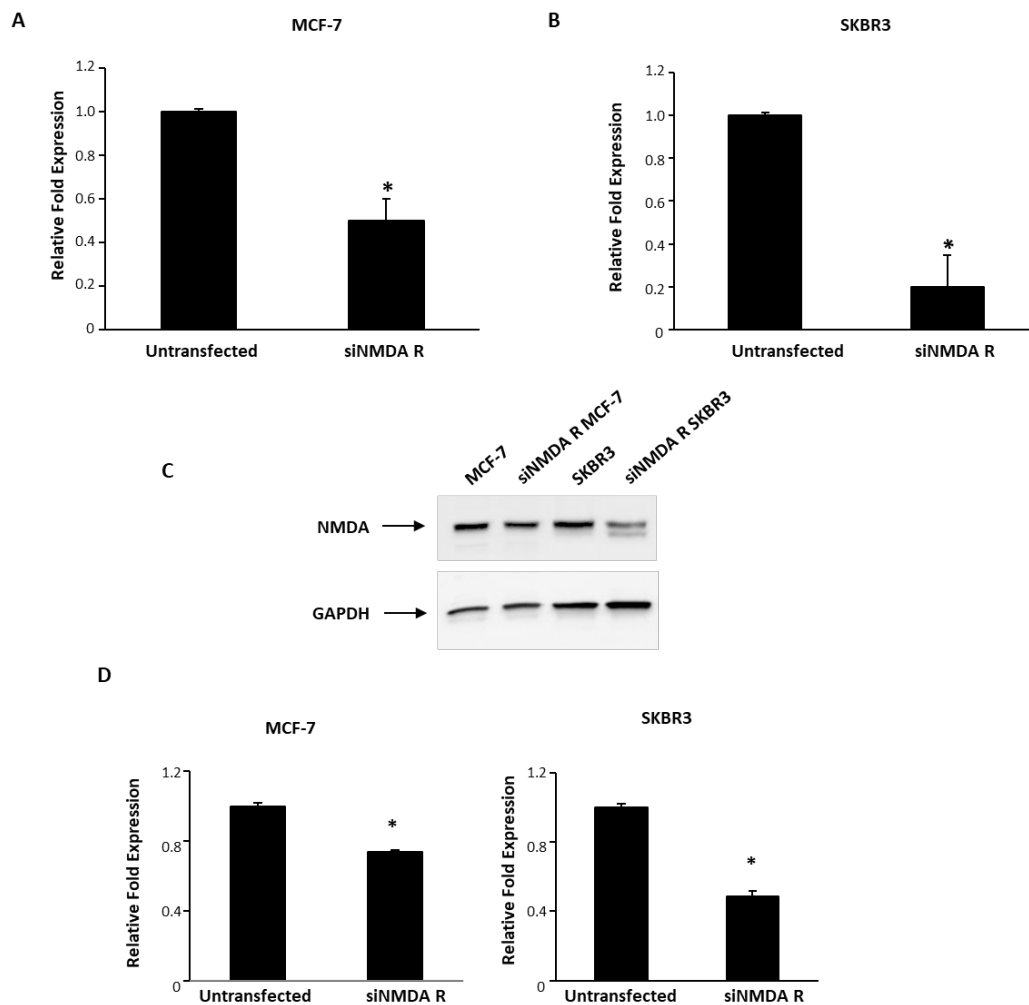 A
MCF-7
Relative Fold Expression
1.2
1.0
0.8
0.6
0.4
0.2
0
*
Untransfected
siNMDA R
B
SKBR3
Relative Fold Expression
1.2
1.0
0.8
0.6
0.4
0.2
0
*
Untransfected
siNMDA R
C
MCF-7
siNMDA R MCF-7
SKBR3
siNMDA R SKBR3
NMDA
GAPDH
D
MCF-7
Relative Fold Expression
1.2
0.8
0.4
0
*
Untransfected
siNMDA R
SKBR3
Relative Fold Expression
1.2
0.8
0.4
0
*
Untransfected
siNMDA R